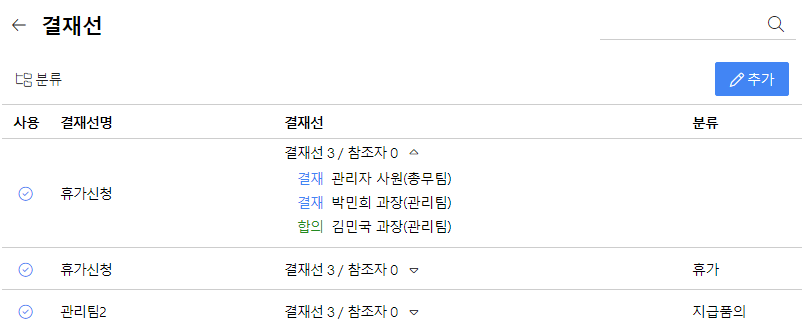 결재선
분류
추가
사용 결재선명 결재선 분류
결재선 3 / 참조자 0
결재 관리자 사원(총무팀)
휴가신청
결재 박민희 과장(관리팀)
합의 김민국 과장(관리팀)
휴가신청 결재선 3 / 참조자 0 휴가
관리팀2 결재선 3 / 참조자 0 지급품의